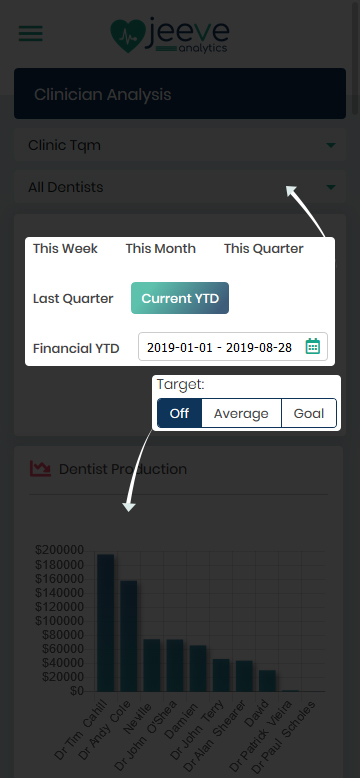 jeeve
analytics
Clinician Analysis
Clinic Tqm
All Dentists
This Week This Month This Quarter
Last Quarter Current YTD
Financial YTD 2019-01-01 - 2019-08-28
Target:
Off Average Goal
Dentist Production
$200000
$180000
$160000
$140000
$120000
$100000
$80000
$60000
$40000
$20000
$0
Dr Tim Cahill
Dr Andy Cole
Neville
Dr John O'Shea
Damien
Dr John Terry
Dr Alan Shearer
David
Dr Patrick Vieira
Dr Paul Scholes